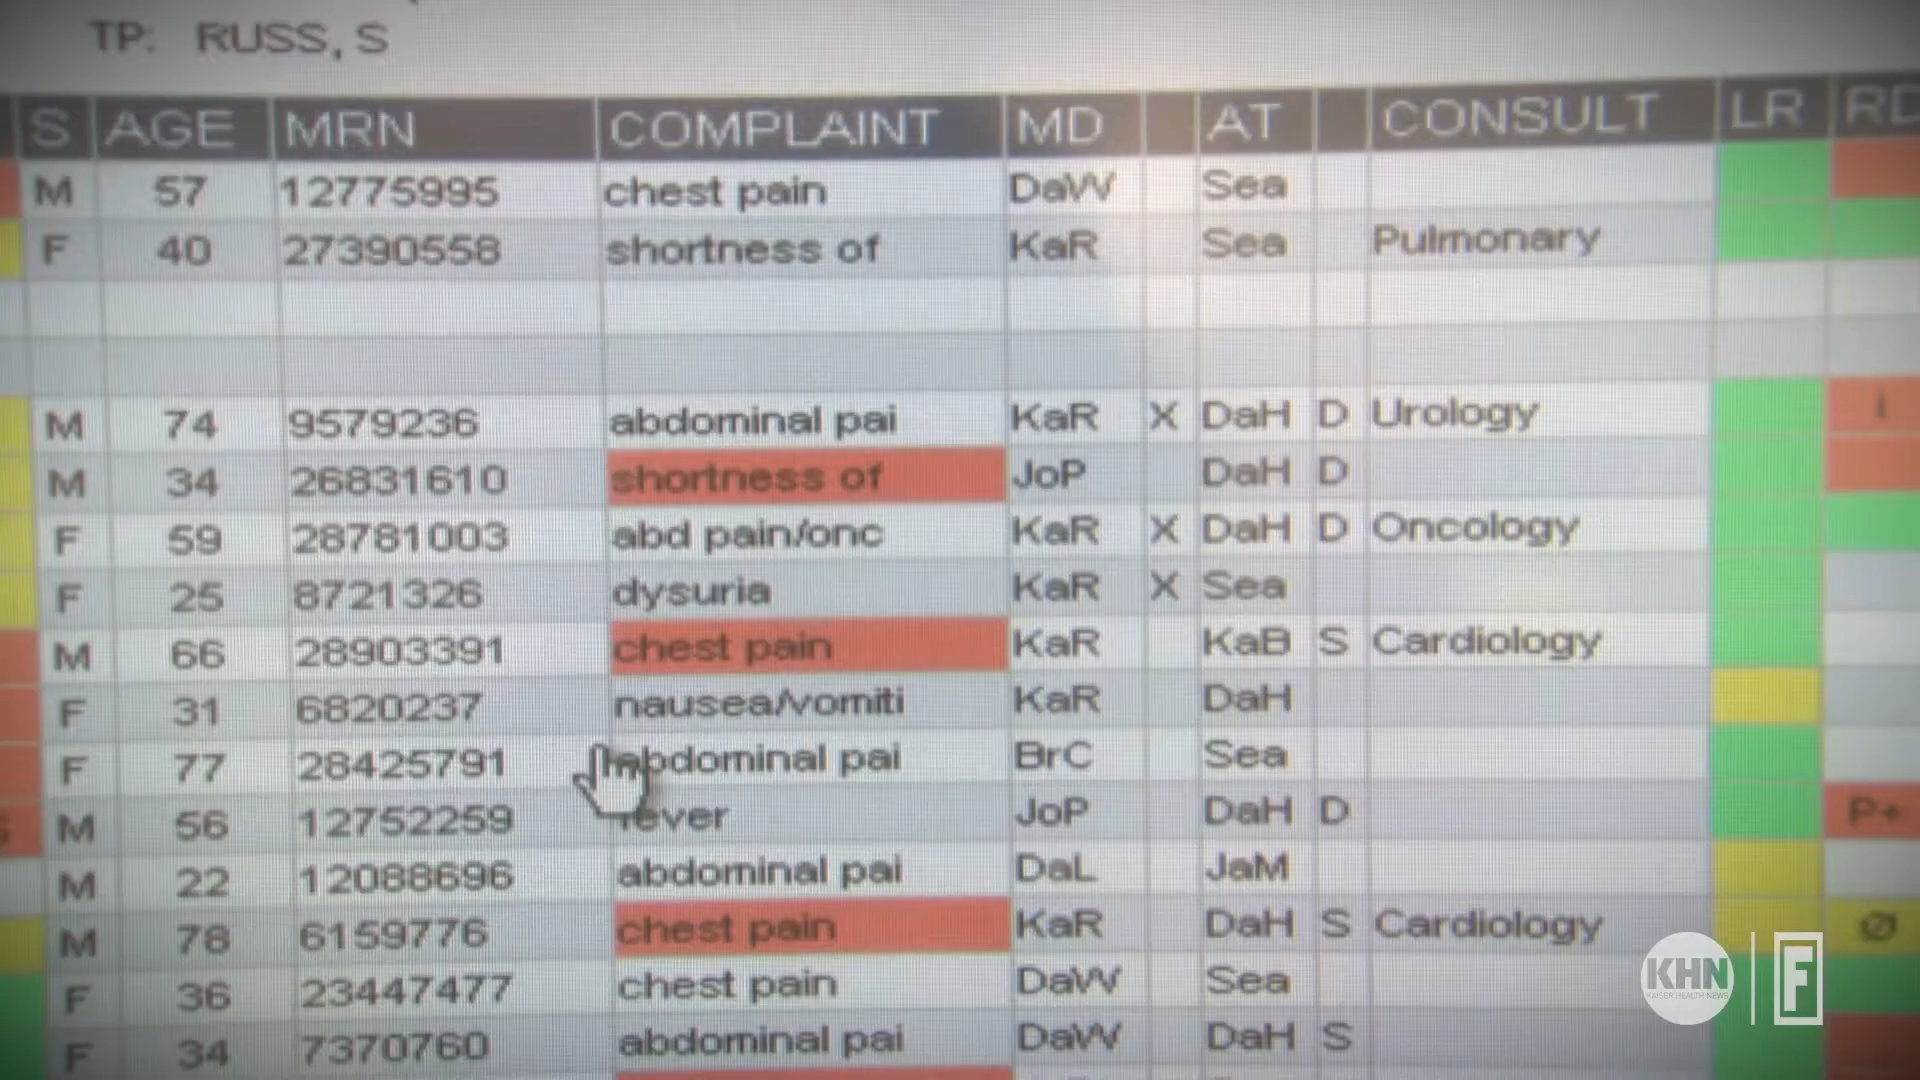 TP: RUSS, S
S AGE MRN COMPLAINT MD AT CONSULT LR RD
M 57 12775995 chest pain DaW Sea
F 40 27390558 shortness of KaR Sea Pulmonary
M 74 9579236 abdominal pai KaR X DaH D Urology i
M 34 26831610 shortness of JoP DaH D
F 59 28781003 abd pain/onc KaR X DaH D Oncology
F 25 8721326 dysuria KaR X Sea
M 66 28903391 chest pain KaR KaB S Cardiology
F 31 6820237 nausea/vomiti KaR DaH
F 77 28425791 abdominal pai BrC Sea
M 56 12752259 fever JoP DaH D P+
M 22 12088696 abdominal pai DaL JaM
M 78 6159776 chest pain KaR DaH S Cardiology Ø
F 36 23447477 chest pain DaW Sea
F 34 7370760 abdominal pai DaW DaH S
KHN F
KAISER HEALTH NEWS